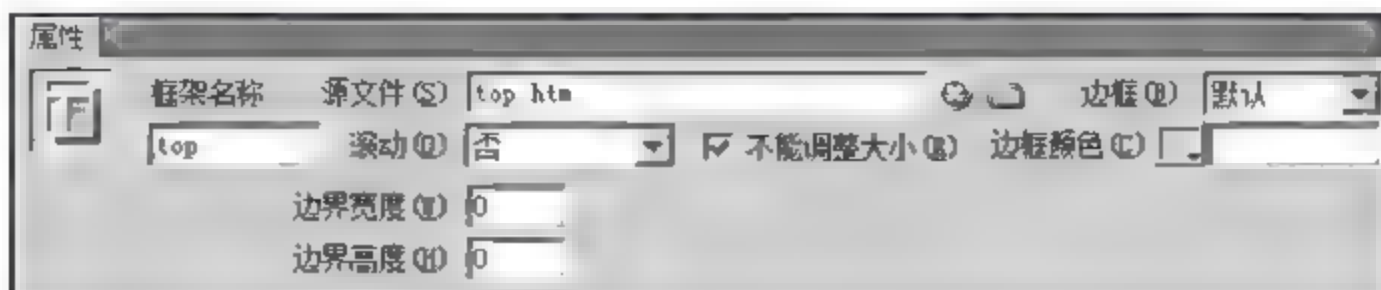 属性
框架名称 源文件(S) top htm 边框(B) 默认
top 滚动(O) 否 不能调整大小(R) 边框颜色(C)
边界宽度(W) 0
边界高度(H) 0